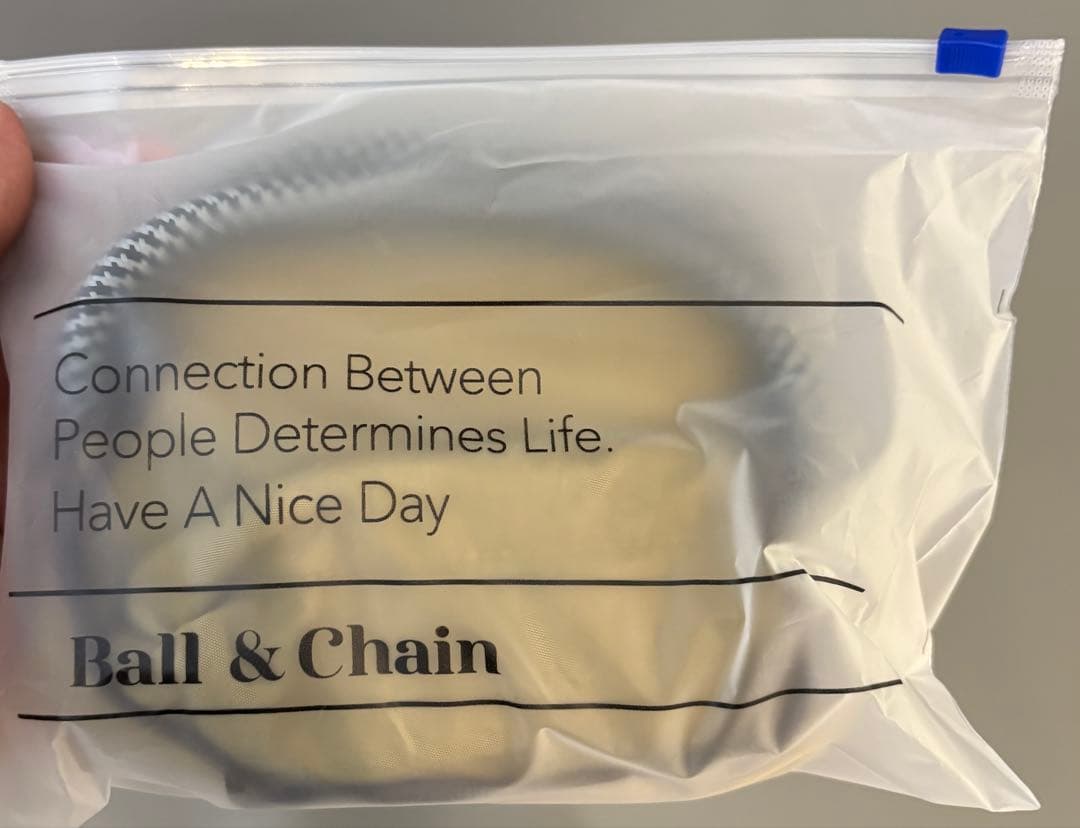 Connection Between
People Determines Life.
Have A Nice Day
Ball & Chain